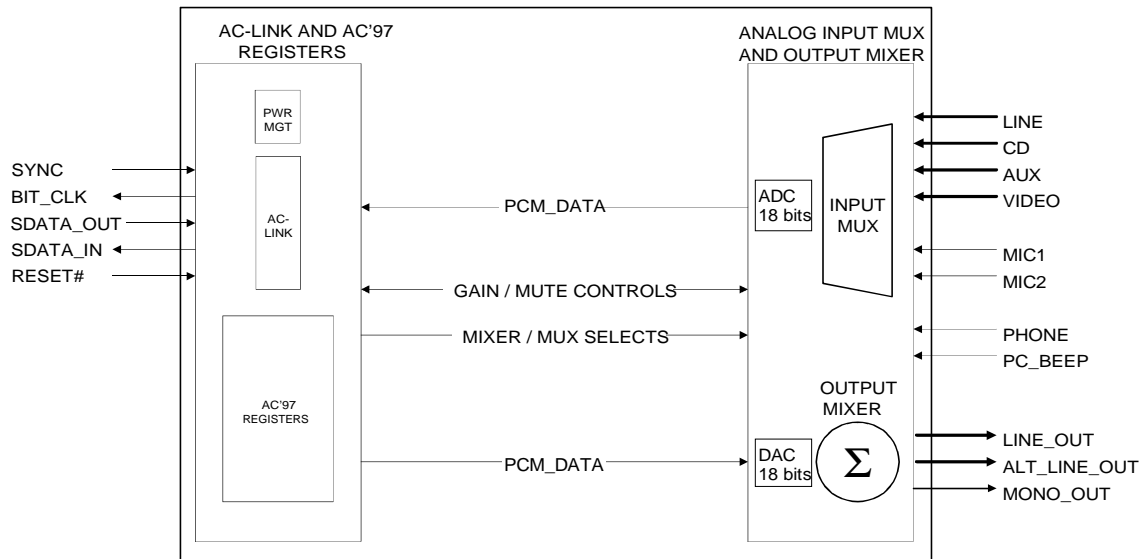 AC-LINK AND AC'97
REGISTERS
ANALOG INPUT MUX
AND OUTPUT MIXER
PWR
MGT
AC-
LINK
AC'97
REGISTERS
SYNC
BIT_CLK
SDATA_OUT
SDATA_IN
RESET#
PCM_DATA
GAIN / MUTE CONTROLS
MIXER / MUX SELECTS
PCM_DATA
ADC
18 bits
INPUT
MUX
OUTPUT
MIXER
DAC
18 bits
Σ
LINE
CD
AUX
VIDEO
MIC1
MIC2
PHONE
PC_BEEP
LINE_OUT
ALT_LINE_OUT
MONO_OUT